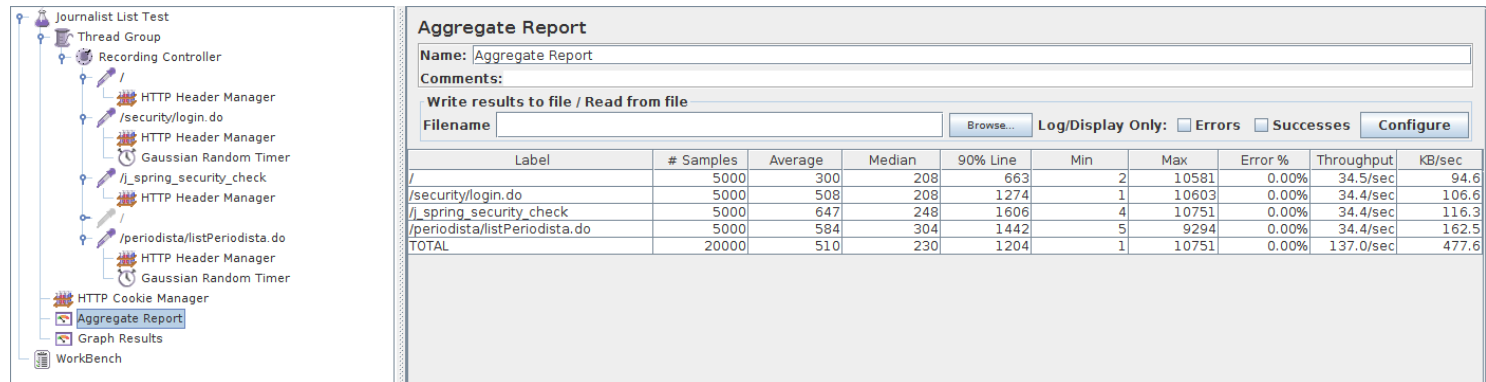 Journalist List Test
Thread Group
Recording Controller
/
HTTP Header Manager
/security/login.do
HTTP Header Manager
Gaussian Random Timer
/j_spring_security_check
HTTP Header Manager
/
/periodista/listPeriodista.do
HTTP Header Manager
Gaussian Random Timer
HTTP Cookie Manager
Aggregate Report
Graph Results
WorkBench
Aggregate Report
Name: Aggregate Report
Comments:
Write results to file / Read from file
Filename Browse... Log/Display Only: Errors Successes Configure
Label # Samples Average Median 90% Line Min Max Error % Throughput KB/sec
/ 5000 300 208 663 2 10581 0.00% 34.5/sec 94.6
/security/login.do 5000 508 208 1274 1 10603 0.00% 34.4/sec 106.6
/j_spring_security_check 5000 647 248 1606 4 10751 0.00% 34.4/sec 116.3
/periodista/listPeriodista.do 5000 584 304 1442 5 9294 0.00% 34.4/sec 162.5
TOTAL 20000 510 230 1204 1 10751 0.00% 137.0/sec 477.6